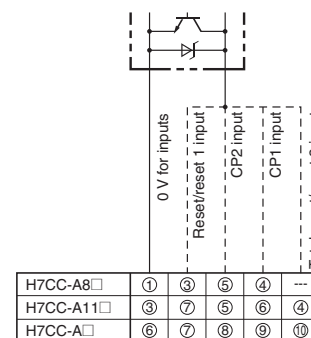 0 V for inputs
Reset/reset 1 input
CP2 input
CP1 input
H7CC-A8□ ① ③ ⑤ ④ ---
H7CC-A11□ ③ ⑦ ⑤ ⑥ ④
H7CC-A□ ⑥ ⑦ ⑧ ⑨ ⑩